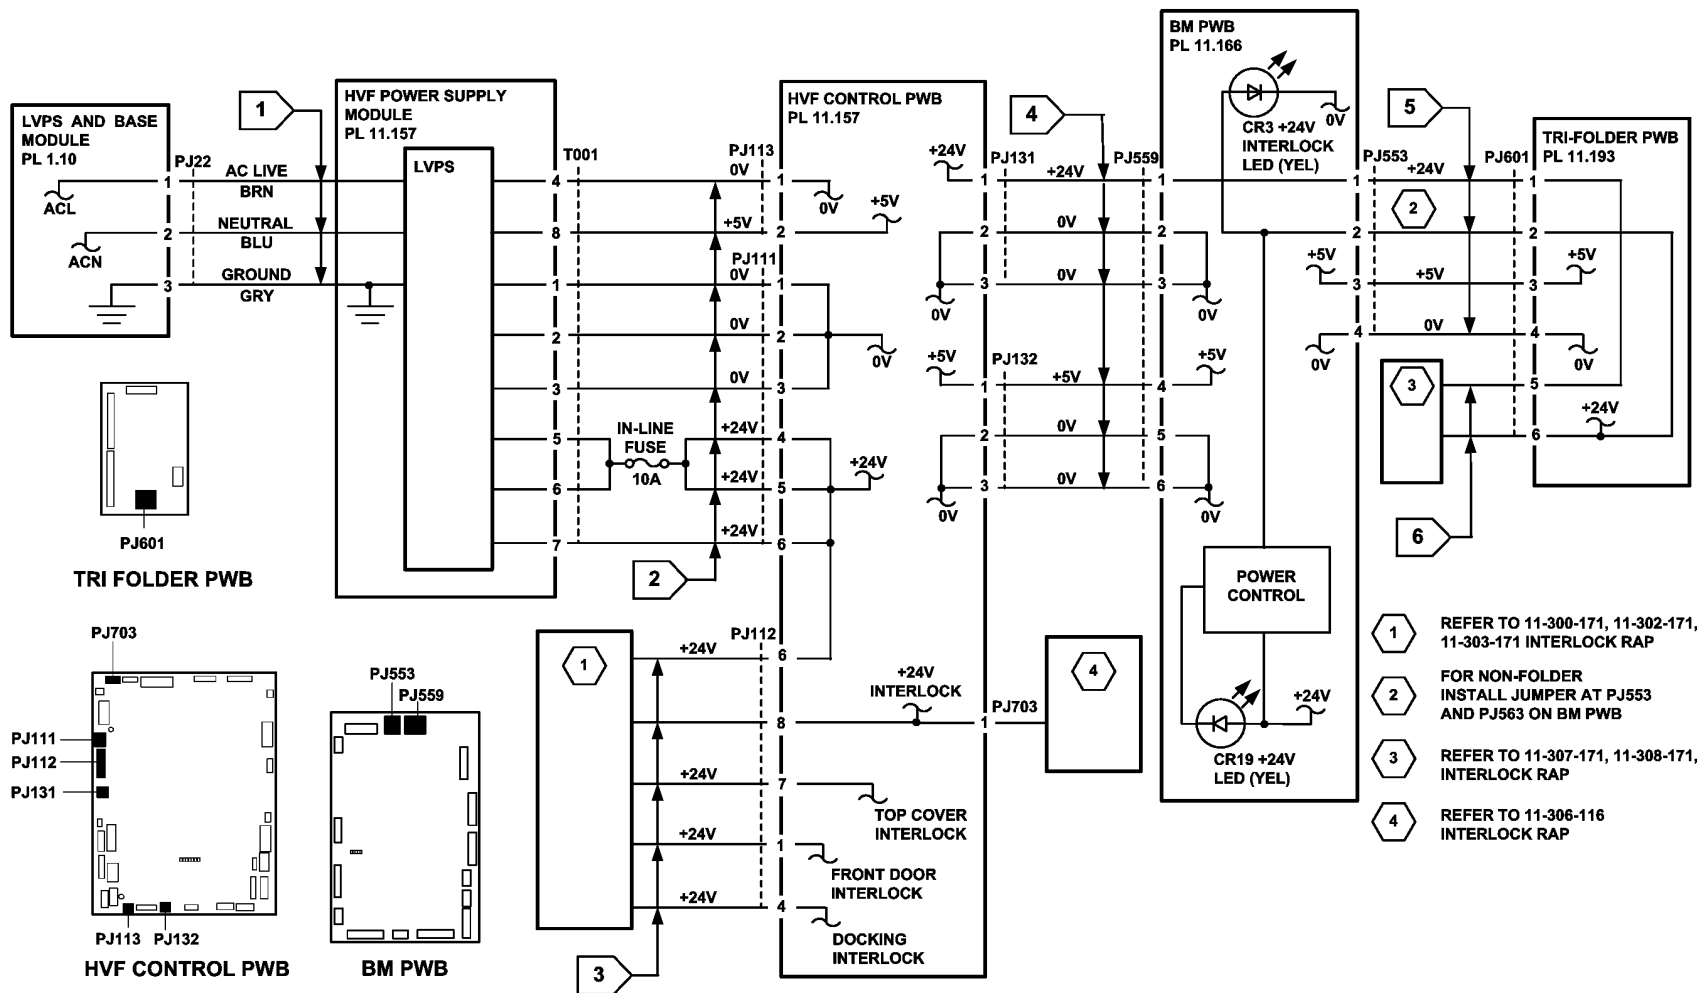 BM PWB
PL 11.166
CR3 +24V
INTERLOCK
LED (YEL)
0V
POWER
CONTROL
CR19 +24V
LED (YEL)
+24V
LVPS AND BASE
MODULE
PL 1.10
PJ22
1
2
3
ACL
ACN
AC LIVE
BRN
NEUTRAL
BLU
GROUND
GRY
1
HVF POWER SUPPLY
MODULE
PL 11.157
LVPS
T001
4
8
1
2
3
5
6
7
IN-LINE
FUSE
10A
2
PJ113
0V
1
0V
+5V
2
+5V
PJ111
0V
1
0V
2
0V
0V
3
+24V
4
+24V
5
+24V
+24V
6
HVF CONTROL PWB
PL 11.157
+24V
PJ131
1
+24V
2
0V
3
0V
0V
+5V
PJ132
1
+5V
2
0V
3
0V
0V
4
PJ559
1
2
3
0V
4
+5V
5
6
0V
PJ553
1
+24V
2
2
+5V
3
+5V
4
0V
0V
5
PJ601
TRI-FOLDER PWB
PL 11.193
1
2
+5V
3
4
0V
5
+24V
6
3
6
1
PJ112
+24V
6
8
+24V
INTERLOCK
1
PJ703
4
+24V
7
TOP COVER
INTERLOCK
+24V
1
FRONT DOOR
INTERLOCK
+24V
4
DOCKING
INTERLOCK
3
PJ601
TRI FOLDER PWB
PJ703
PJ111
PJ112
PJ131
PJ113
PJ132
HVF CONTROL PWB
PJ553
PJ559
BM PWB
1
REFER TO 11-300-171, 11-302-171,
11-303-171 INTERLOCK RAP
2
FOR NON-FOLDER
INSTALL JUMPER AT PJ553
AND PJ563 ON BM PWB
3
REFER TO 11-307-171, 11-308-171,
INTERLOCK RAP
4
REFER TO 11-306-116
INTERLOCK RAP